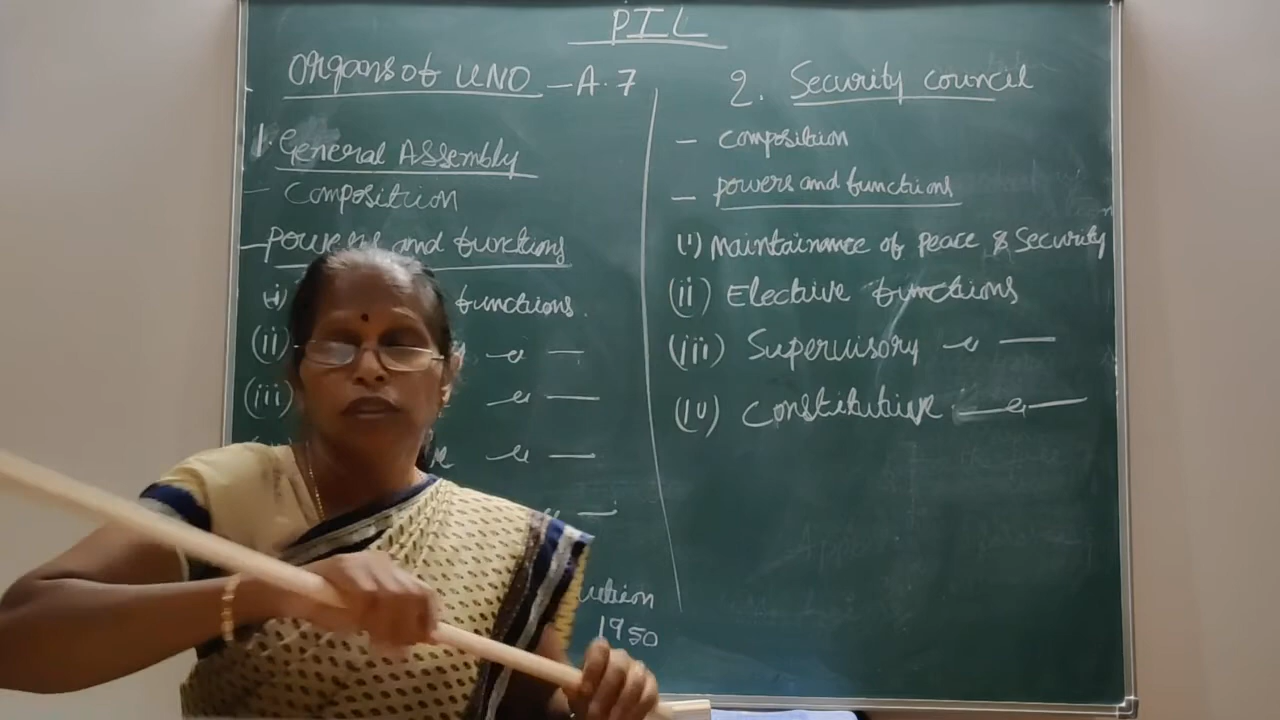 PIL
Organs of UNO - A.7
1. General Assembly
- Composition
- Powers and functions
(i) functions.
(ii) -〃-
(iii) -〃-
-〃-
-
1950
2. Security council
- composition
- powers and functions
(i) Maintainance of Peace & Security
(ii) Elective functions
(iii) Supervisory -〃-
(iv) Constitutive -〃-